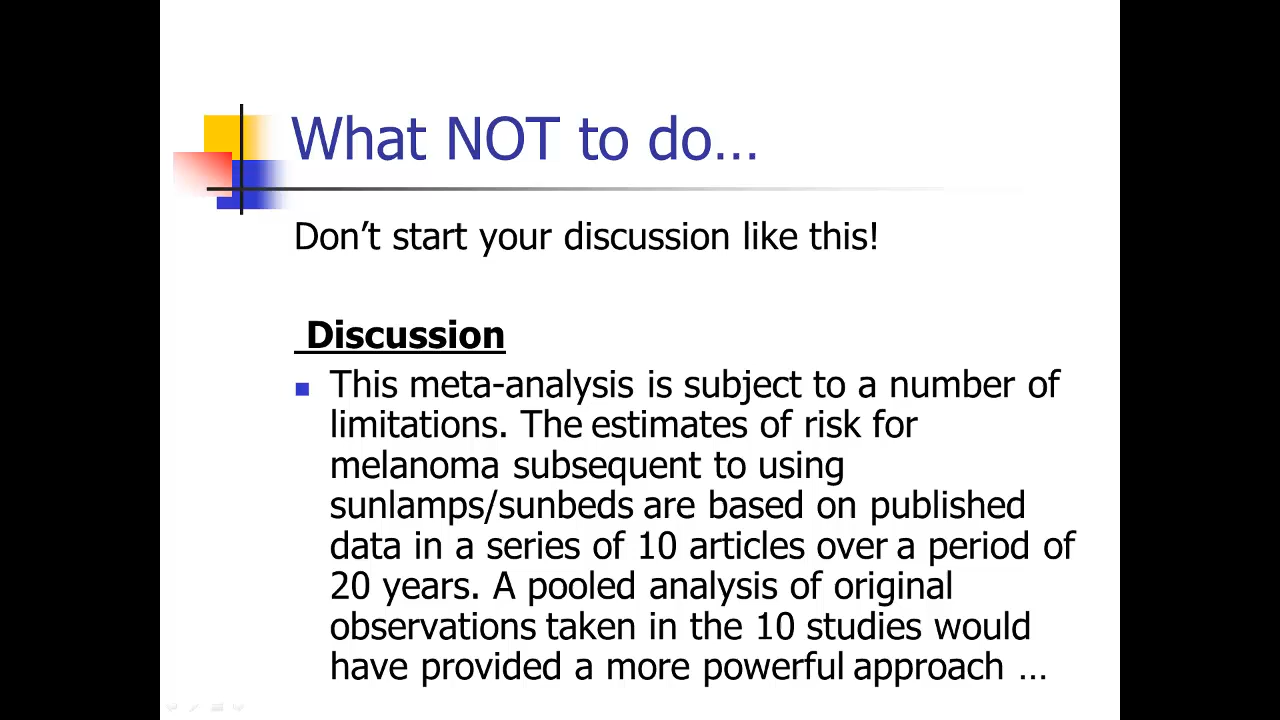 What NOT to do…
Don’t start your discussion like this!
Discussion
This meta-analysis is subject to a number of
limitations. The estimates of risk for
melanoma subsequent to using
sunlamps/sunbeds are based on published
data in a series of 10 articles over a period of
20 years. A pooled analysis of original
observations taken in the 10 studies would
have provided a more powerful approach …